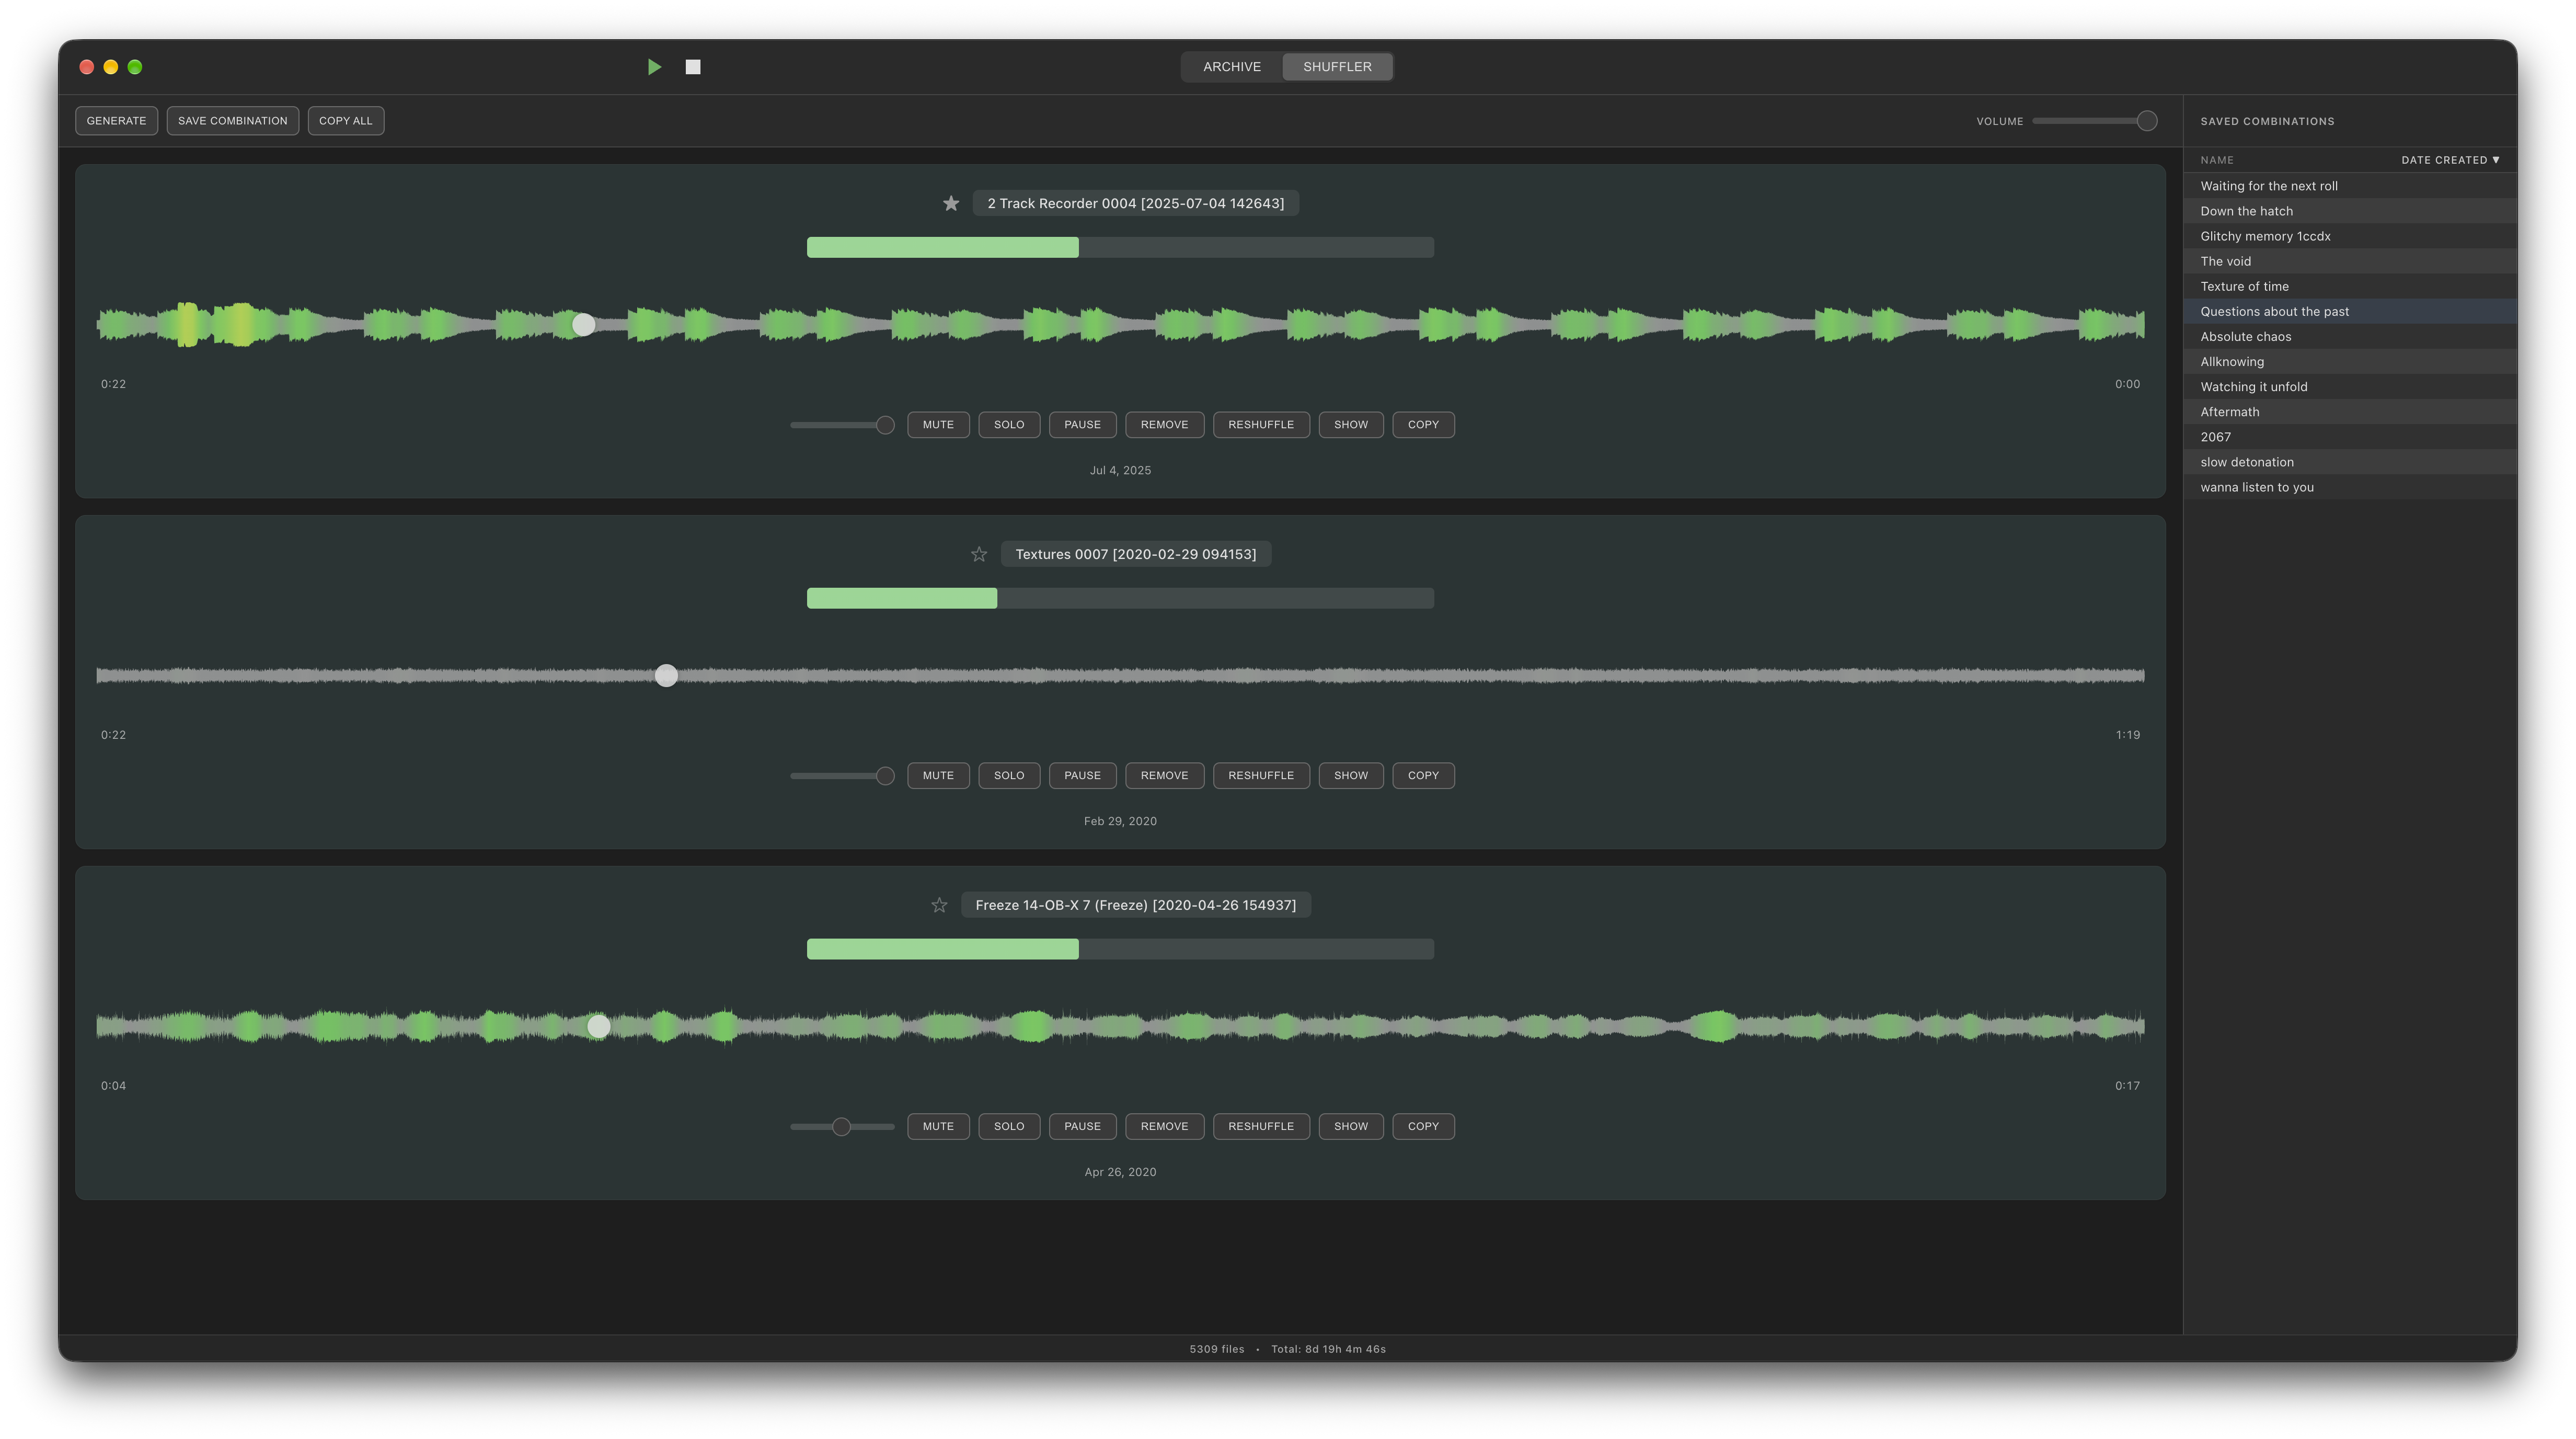 ARCHIVE SHUFFLER
GENERATE SAVE COMBINATION COPY ALL VOLUME SAVED COMBINATIONS
NAME DATE CREATED ▼
2 Track Recorder 0004 [2025-07-04 142643]
0:22 0:00
MUTE SOLO PAUSE REMOVE RESHUFFLE SHOW COPY
Jul 4, 2025
Textures 0007 [2020-02-29 094153]
0:22 1:19
MUTE SOLO PAUSE REMOVE RESHUFFLE SHOW COPY
Feb 29, 2020
Freeze 14-OB-X 7 (Freeze) [2020-04-26 154937]
0:04 0:17
MUTE SOLO PAUSE REMOVE RESHUFFLE SHOW COPY
Apr 26, 2020
Waiting for the next roll
Down the hatch
Glitchy memory 1ccdx
The void
Texture of time
Questions about the past
Absolute chaos
Allknowing
Watching it unfold
Aftermath
2067
slow detonation
wanna listen to you
5309 files • Total: 8d 19h 4m 46s